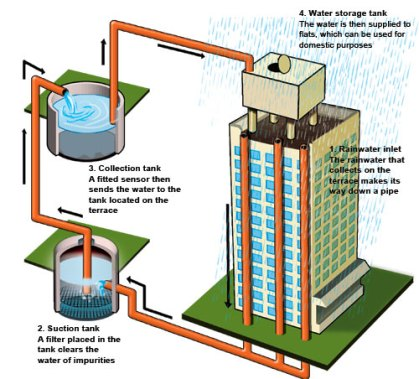 4. Water storage tank
The water is then supplied to
flats, which can be used for
domestic purposes
1. Rainwater inlet
The rainwater that
collects on the
terrace makes its
way down a pipe
3. Collection tank
A fitted sensor then
sends the water to the
tank located on the
terrace
2. Suction tank
A filter placed in the
tank clears the
water of impurities